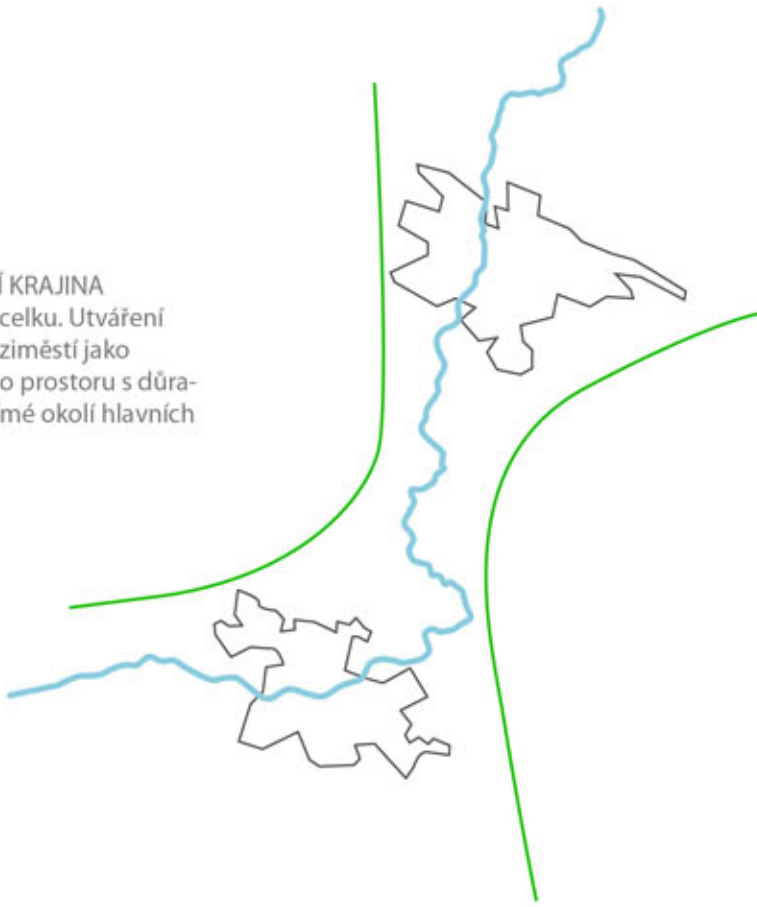 Í KRAJINA
celku. Utváření
ziměstí jako
o prostoru s důra-
mé okolí hlavních